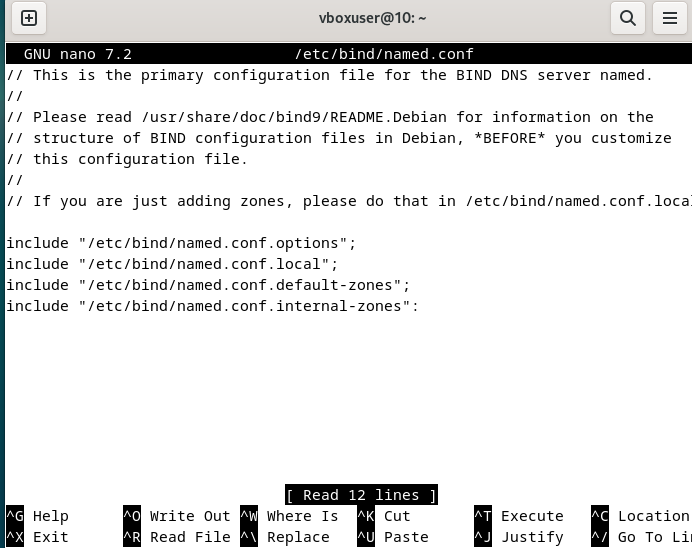 vboxuser@10: ~
GNU nano 7.2 /etc/bind/named.conf
// This is the primary configuration file for the BIND DNS server named.
//
// Please read /usr/share/doc/bind9/README.Debian for information on the
// structure of BIND configuration files in Debian, *BEFORE* you customize
// this configuration file.
//
// If you are just adding zones, please do that in /etc/bind/named.conf.local
include "/etc/bind/named.conf.options";
include "/etc/bind/named.conf.local";
include "/etc/bind/named.conf.default-zones";
include "/etc/bind/named.conf.internal-zones":
[ Read 12 lines ]
^G Help ^O Write Out ^W Where Is ^K Cut ^T Execute ^C Location
^X Exit ^R Read File ^\ Replace ^U Paste ^J Justify ^/ Go To Li